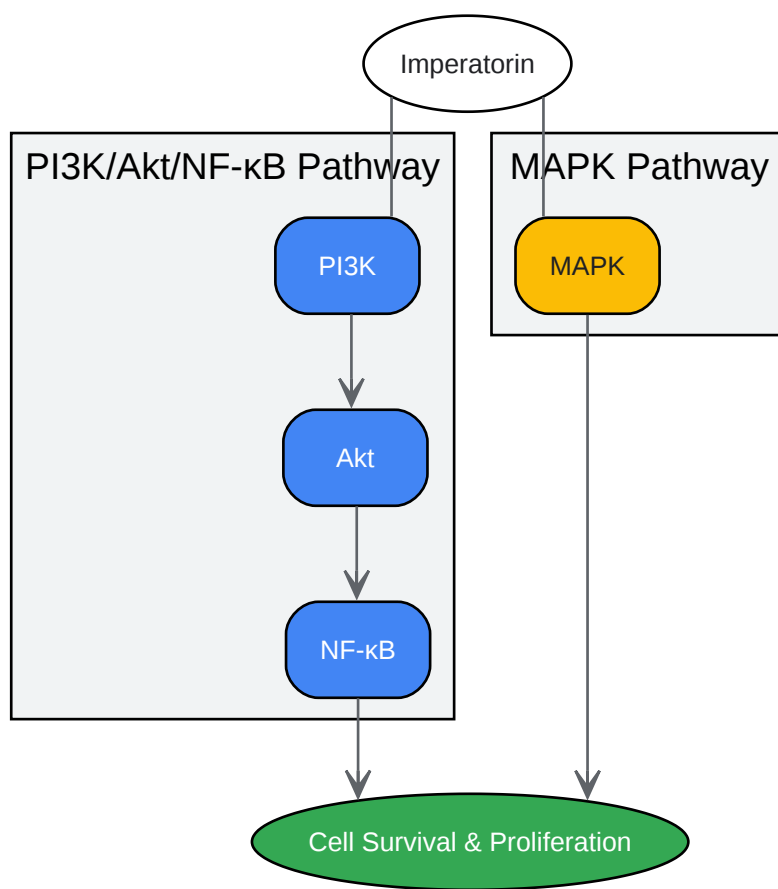 Imperatorin
PI3K/Akt/NF-κB Pathway
MAPK Pathway
PI3K
MAPK
Akt
NF-κB
Cell Survival & Proliferation